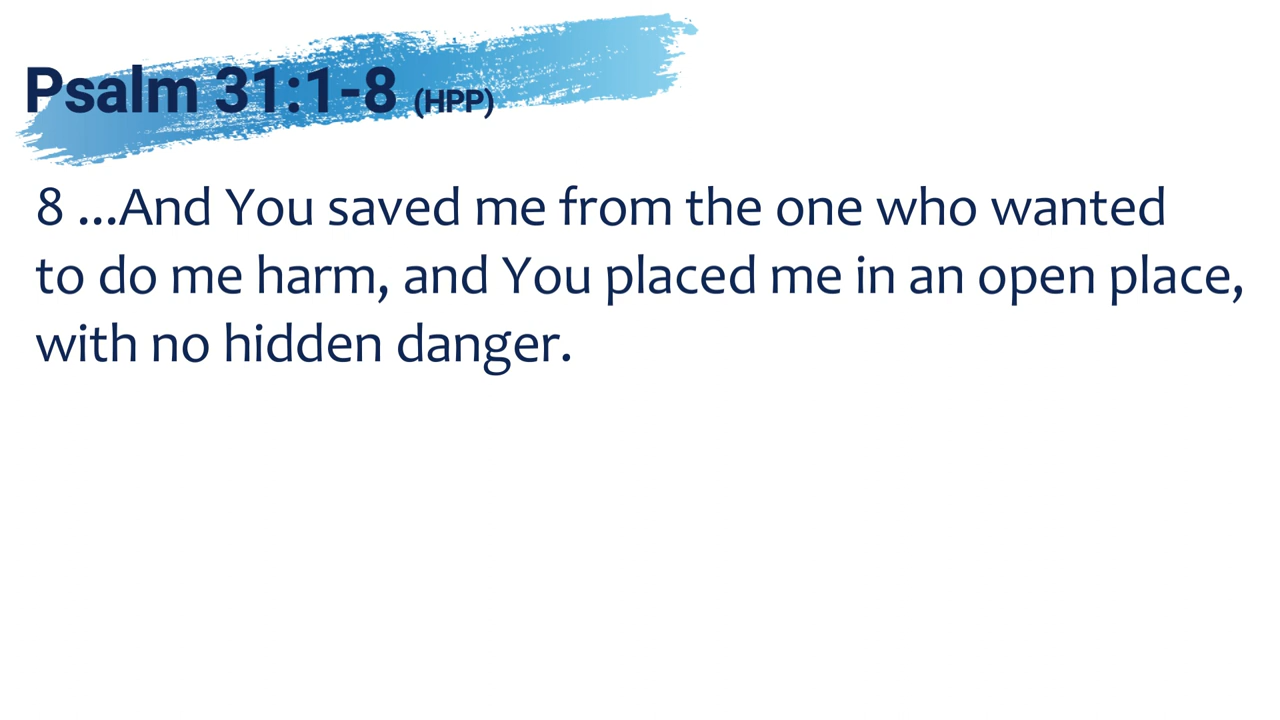 Psalm 31:1-8 (HPP)
8 ...And You saved me from the one who wanted
to do me harm, and You placed me in an open place,
with no hidden danger.